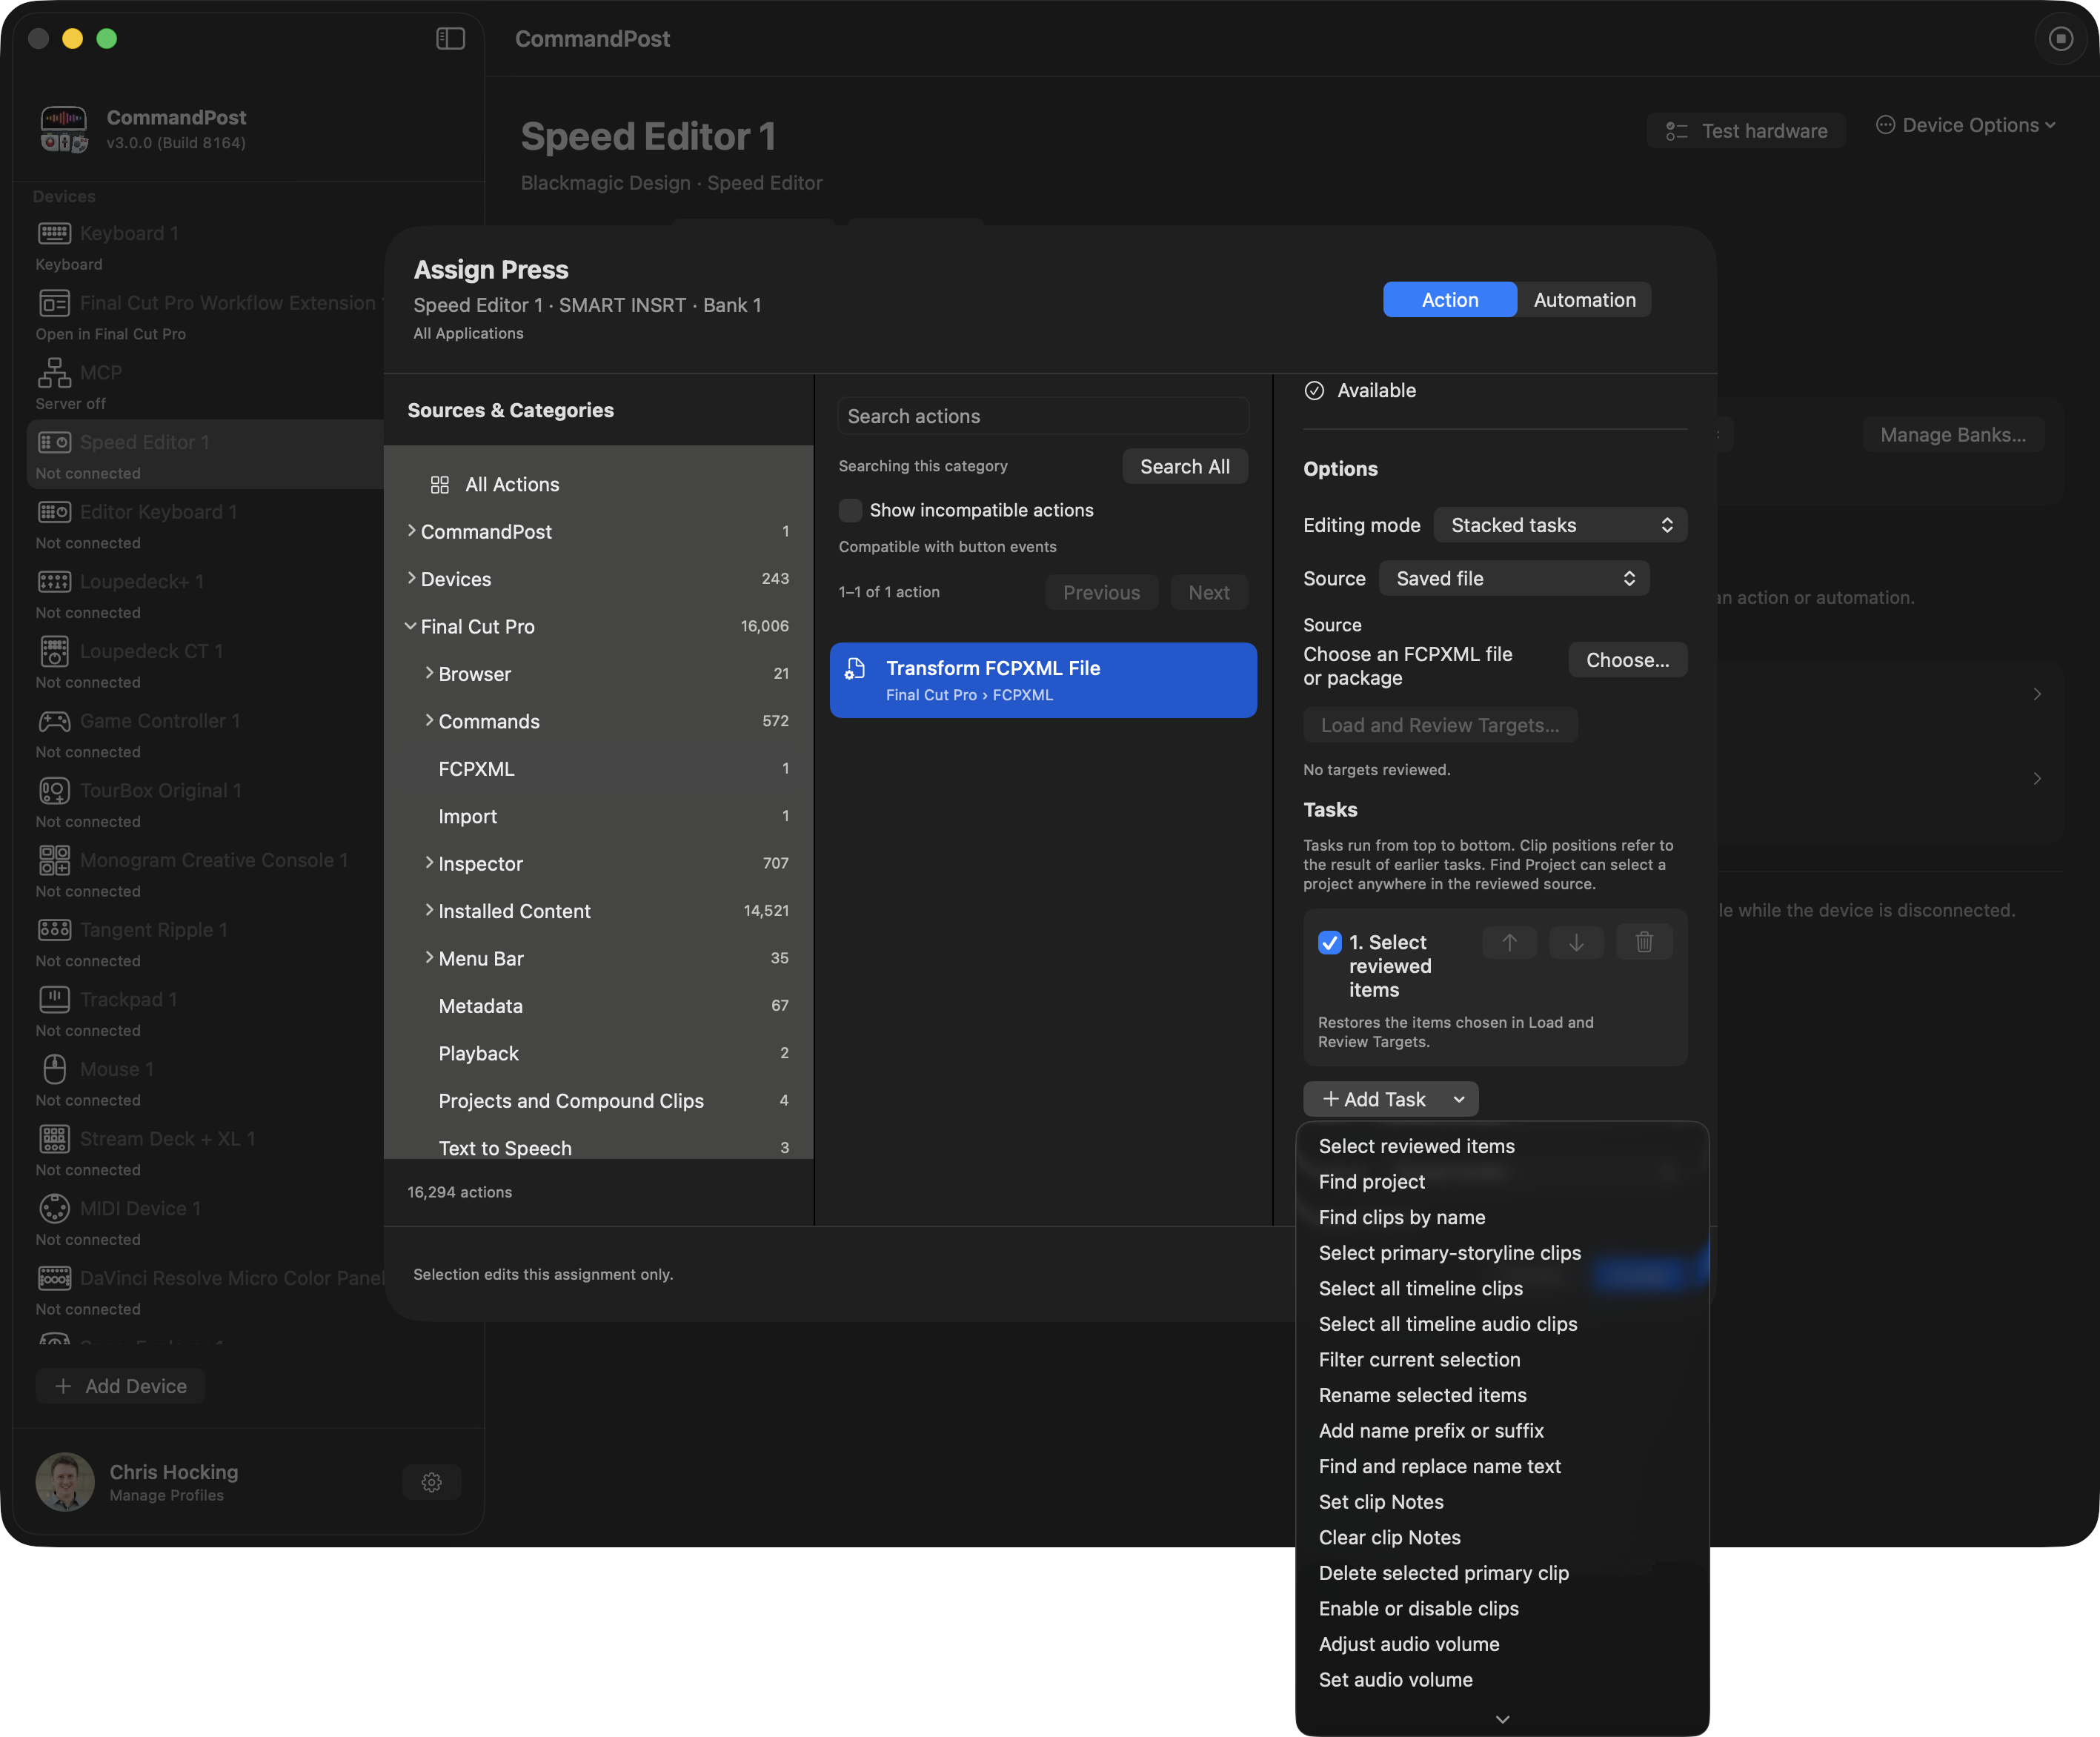 CommandPost
CommandPost
v3.0.0 (Build 8164)
Devices
Keyboard 1
Keyboard
Final Cut Pro Workflow Extension
Open in Final Cut Pro
MCP
Server off
Speed Editor 1
Not connected
Editor Keyboard 1
Not connected
Loupedeck+ 1
Not connected
Loupedeck CT 1
Not connected
Game Controller 1
Not connected
TourBox Original 1
Not connected
Monogram Creative Console 1
Not connected
Tangent Ripple 1
Not connected
Trackpad 1
Not connected
Mouse 1
Not connected
Stream Deck + XL 1
Not connected
MIDI Device 1
Not connected
DaVinci Resolve Micro Color Panel
Not connected
Add Device
Chris Hocking
Manage Profiles
Speed Editor 1
Blackmagic Design · Speed Editor
Test hardware
Device Options
Manage Banks...
an action or automation.
le while the device is disconnected.
Assign Press
Speed Editor 1 · SMART INSRT · Bank 1
All Applications
Action
Automation
Sources & Categories
All Actions
CommandPost 1
Devices 243
Final Cut Pro 16,006
Browser 21
Commands 572
FCPXML 1
Import 1
Inspector 707
Installed Content 14,521
Menu Bar 35
Metadata 67
Playback 2
Projects and Compound Clips 4
Text to Speech 3
16,294 actions
Selection edits this assignment only.
Search actions
Searching this category
Search All
Show incompatible actions
Compatible with button events
1–1 of 1 action
Previous
Next
Transform FCPXML File
Final Cut Pro › FCPXML
Available
Options
Editing mode
Stacked tasks
Source
Saved file
Source
Choose an FCPXML file
or package
Choose...
Load and Review Targets...
No targets reviewed.
Tasks
Tasks run from top to bottom. Clip positions refer to
the result of earlier tasks. Find Project can select a
project anywhere in the reviewed source.
1. Select
reviewed
items
Restores the items chosen in Load and
Review Targets.
Add Task
Select reviewed items
Find project
Find clips by name
Select primary-storyline clips
Select all timeline clips
Select all timeline audio clips
Filter current selection
Rename selected items
Add name prefix or suffix
Find and replace name text
Set clip Notes
Clear clip Notes
Delete selected primary clip
Enable or disable clips
Adjust audio volume
Set audio volume